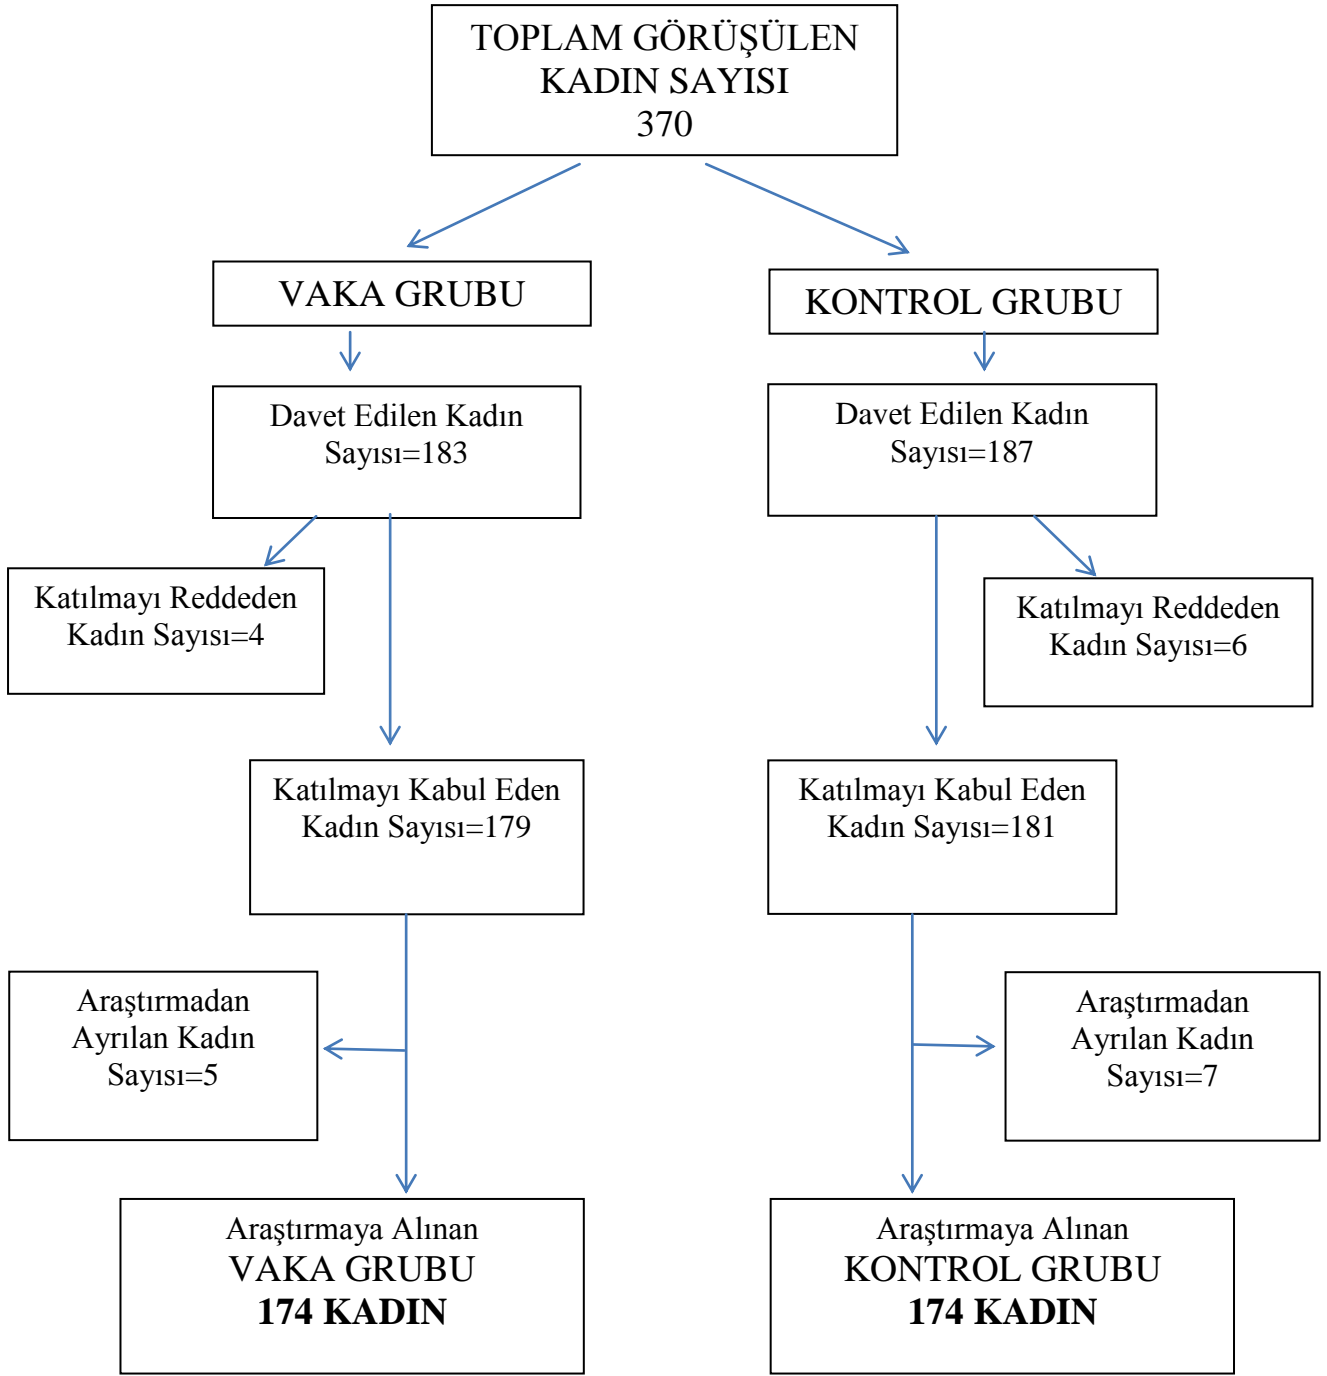 TOPLAM GÖRÜŞÜLEN
KADIN SAYISI
370
VAKA GRUBU
KONTROL GRUBU
Davet Edilen Kadın
Sayısı=183
Davet Edilen Kadın
Sayısı=187
Katılmayı Reddeden
Kadın Sayısı=4
Katılmayı Reddeden
Kadın Sayısı=6
Katılmayı Kabul Eden
Kadın Sayısı=179
Katılmayı Kabul Eden
Kadın Sayısı=181
Araştırmadan
Ayrılan Kadın
Sayısı=5
Araştırmadan
Ayrılan Kadın
Sayısı=7
Araştırmaya Alınan
VAKA GRUBU
174 KADIN
Araştırmaya Alınan
KONTROL GRUBU
174 KADIN